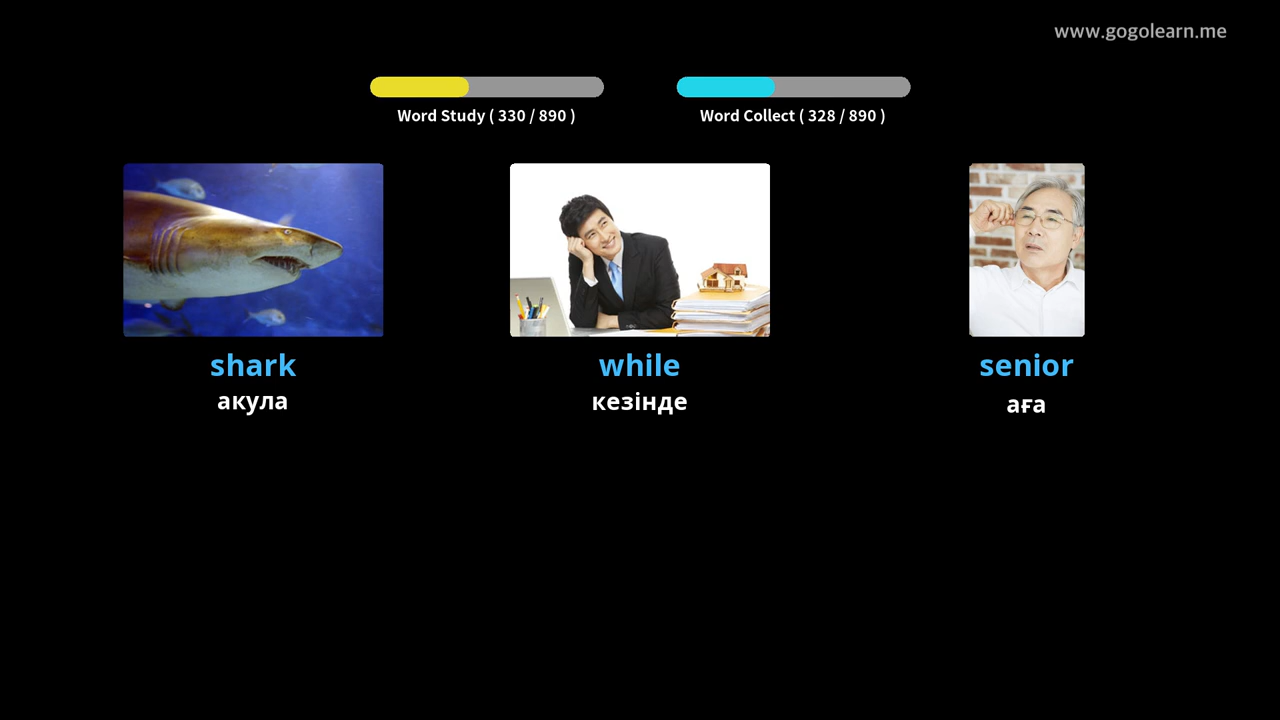 www.gogolearn.me
Word Study ( 330 / 890 )
Word Collect ( 328 / 890 )
shark
акула
while
кезінде
senior
аға